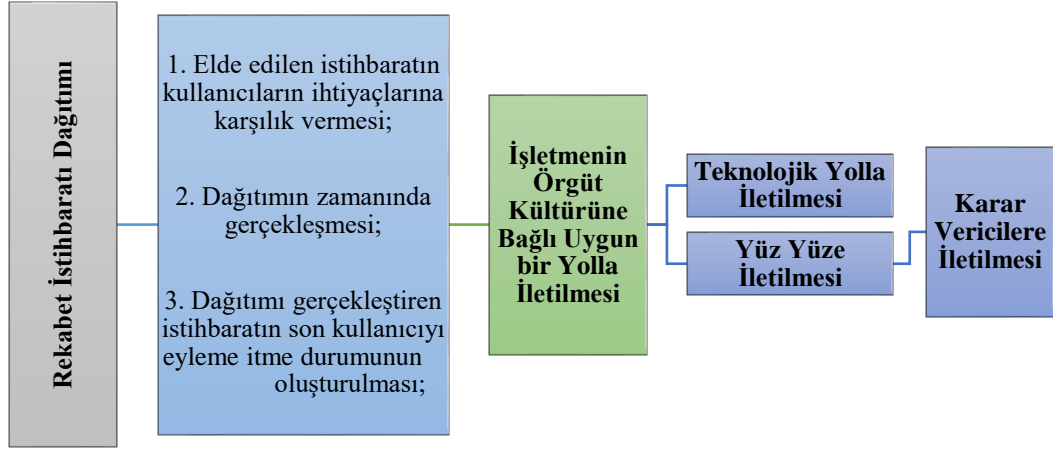 Rekabet İstihbaratı Dağıtımı
1. Elde edilen istihbaratın
kullanıcıların ihtiyaçlarına
karşılık vermesi;
2. Dağıtımın zamanında
gerçekleşmesi;
3. Dağıtımı gerçekleştiren
istihbaratın son kullanıcıyı
eyleme itme durumunun
oluşturulması;
İşletmenin
Örgüt
Kültürüne
Bağlı Uygun
bir Yolla
İletilmesi
Teknolojik Yolla
İletilmesi
Yüz Yüze
İletilmesi
Karar
Vericilere
İletilmesi